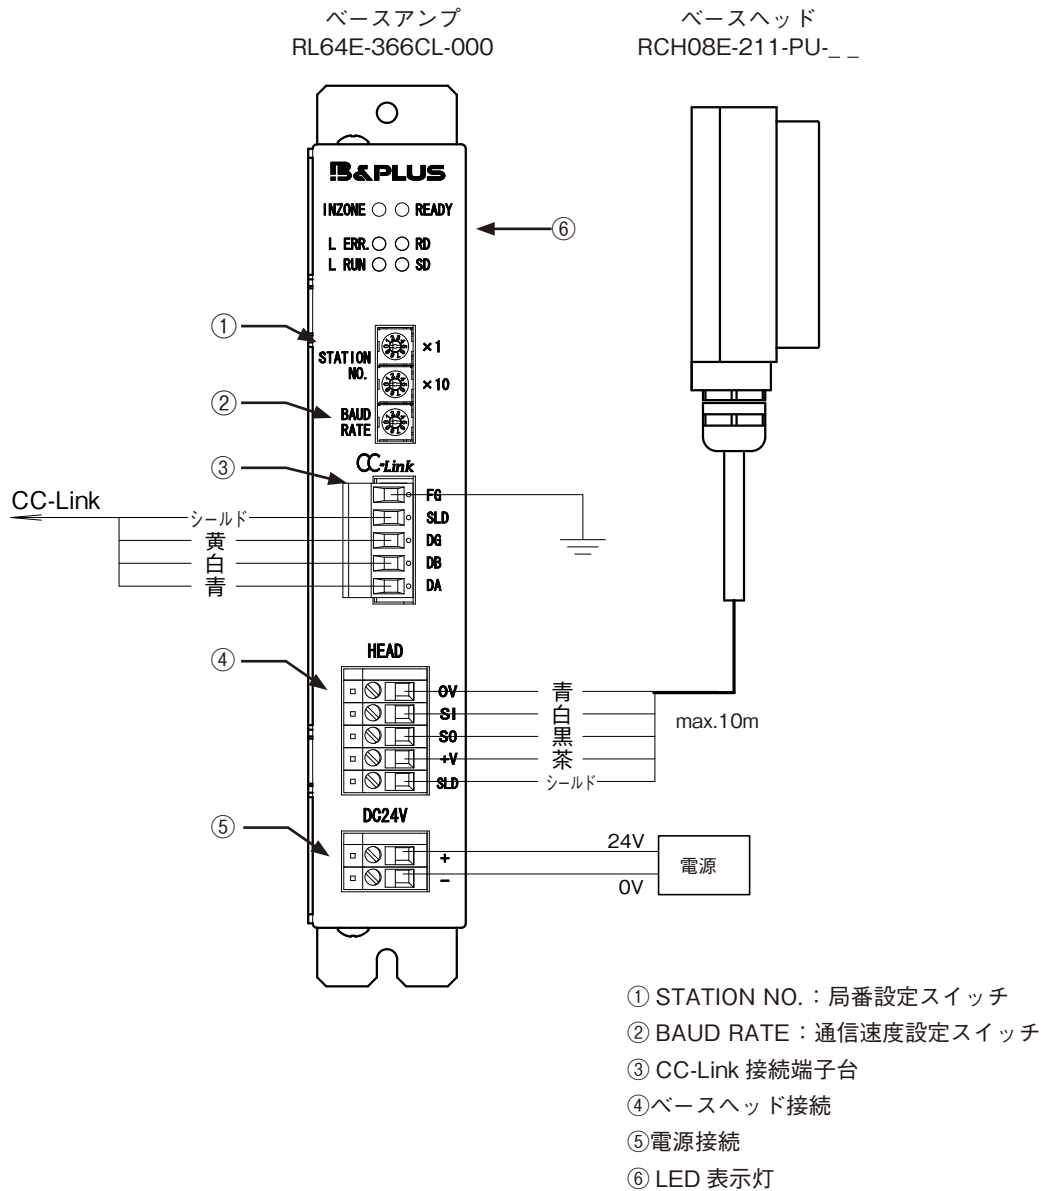 ベースアンプ
RL64E-366CL-000
ベースヘッド
RCH08E-211-PU-_ _
B&PLUS
INZONE READY
L ERR. RD
L RUN SD
⑥
①
STATION NO.
×1
×10
②
BAUD RATE
CC-Link
③
CC-Link
FG
シールド SLD
黄 DG
白 DB
青 DA
④
HEAD
0V 青
SI 白
SO 黒
+V 茶
SLD シールド
max.10m
⑤
DC24V
+ 24V
− 0V
電源
① STATION NO.：局番設定スイッチ
② BAUD RATE：通信速度設定スイッチ
③ CC-Link 接続端子台
④ベースヘッド接続
⑤電源接続
⑥ LED 表示灯